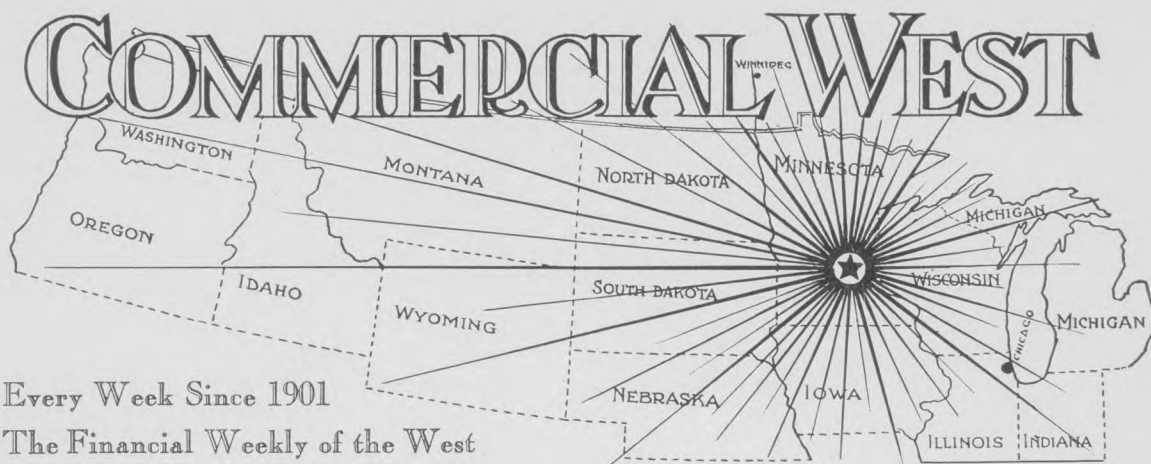 COMMERCIAL WEST
WINNIPEG
WASHINGTON
MONTANA
NORTH DAKOTA
MINNESOTA
MICHIGAN
OREGON
IDAHO
WYOMING
SOUTH DAKOTA
WISCONSIN
CHICAGO
MICHIGAN
NEBRASKA
IOWA
ILLINOIS
INDIANA
Every Week Since 1901
The Financial Weekly of the West